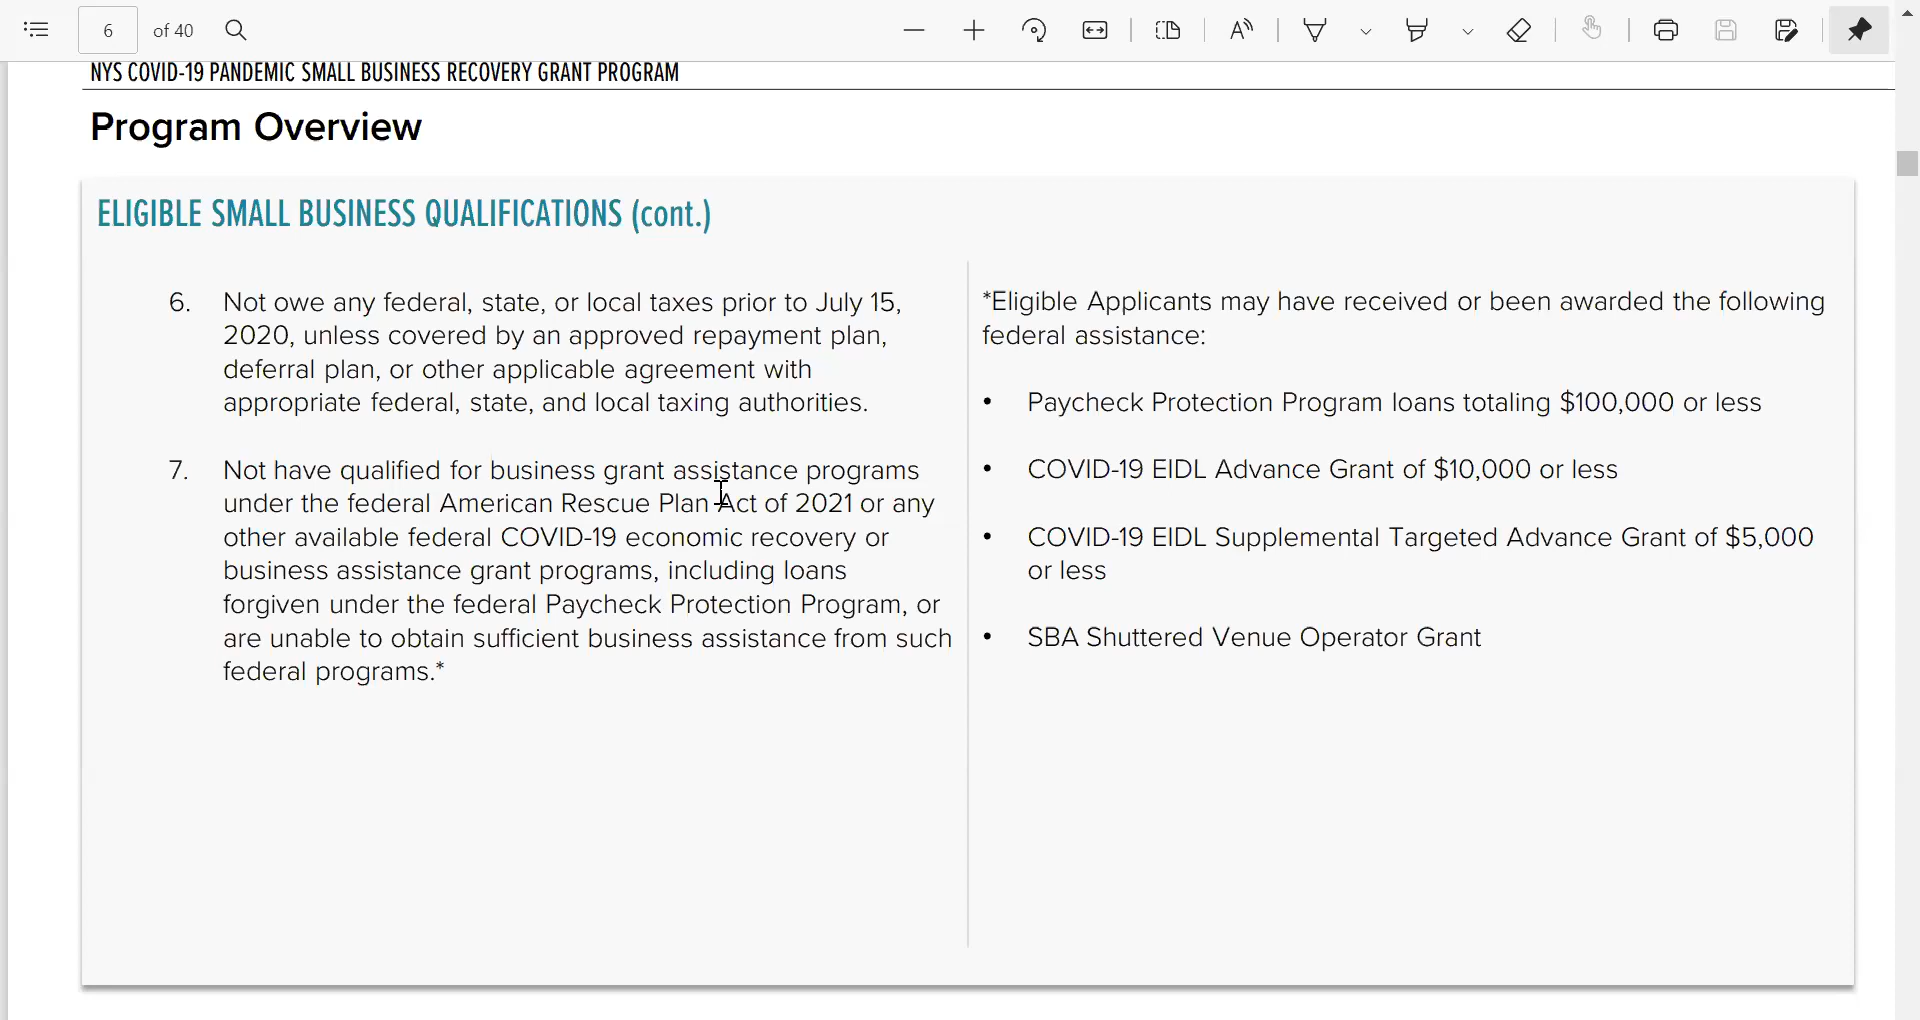 6 of 40
NYS COVID-19 PANDEMIC SMALL BUSINESS RECOVERY GRANT PROGRAM
Program Overview
ELIGIBLE SMALL BUSINESS QUALIFICATIONS (cont.)
6. Not owe any federal, state, or local taxes prior to July 15,
2020, unless covered by an approved repayment plan,
deferral plan, or other applicable agreement with
appropriate federal, state, and local taxing authorities.
7. Not have qualified for business grant assistance programs
under the federal American Rescue Plan Act of 2021 or any
other available federal COVID-19 economic recovery or
business assistance grant programs, including loans
forgiven under the federal Paycheck Protection Program, or
are unable to obtain sufficient business assistance from such
federal programs.*
*Eligible Applicants may have received or been awarded the following
federal assistance:
• Paycheck Protection Program loans totaling $100,000 or less
• COVID-19 EIDL Advance Grant of $10,000 or less
• COVID-19 EIDL Supplemental Targeted Advance Grant of $5,000
or less
• SBA Shuttered Venue Operator Grant